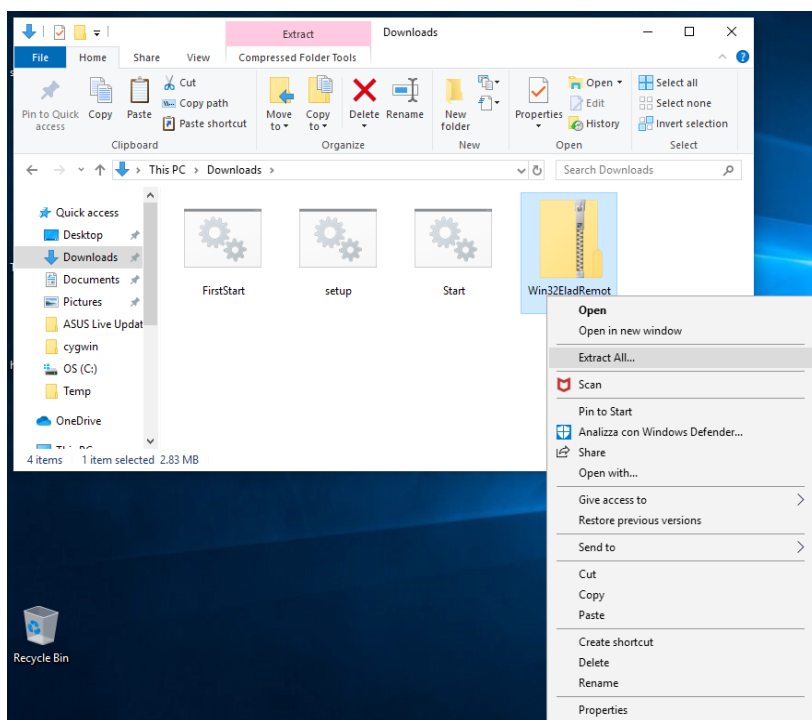 Extract
Downloads
File
Home
Share
View
Compressed Folder Tools
Pin to Quick access
Copy
Paste
Cut
Copy path
Paste shortcut
Move to
Copy to
Delete
Rename
New folder
Properties
Open
Edit
History
Select all
Select none
Invert selection
Clipboard
Organize
New
Open
Select
This PC > Downloads >
Search Downloads
Quick access
Desktop
Downloads
Documents
Pictures
ASUS Live Updat
cygwin
OS (C:)
Temp
OneDrive
FirstStart
setup
Start
Win32EladRemot
4 items
1 item selected 2.83 MB
Open
Open in new window
Extract All...
Scan
Pin to Start
Analizza con Windows Defender...
Share
Open with...
Give access to
Restore previous versions
Send to
Cut
Copy
Paste
Create shortcut
Delete
Rename
Properties
Recycle Bin